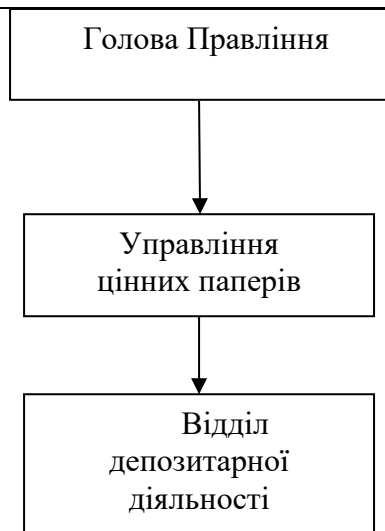 Голова Правління
Управління
цінних паперів
Відділ
депозитарної
діяльності